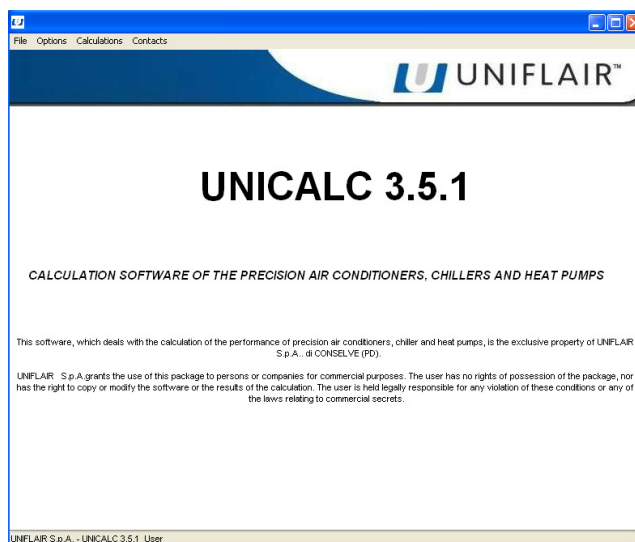 File Options Calculations Contacts
UNIFLAIR™
UNICALC 3.5.1
CALCULATION SOFTWARE OF THE PRECISION AIR CONDITIONERS, CHILLERS AND HEAT PUMPS
This software, which deals with the calculation of the performance of precision air conditioners, chiller and heat pumps, is the exclusive property of UNIFLAIR
S.p.A.. di CONSELVE (PD).
UNIFLAIR S.p.A.grants the use of this package to persons or companies for commercial purposes. The user has no rights of possession of the package, nor
has the right to copy or modify the software or the results of the calculation. The user is held legally responsible for any violation of these conditions or any of
the laws relating to commercial secrets.
UNIFLAIR S.p.A. - UNICALC 3.5.1 User